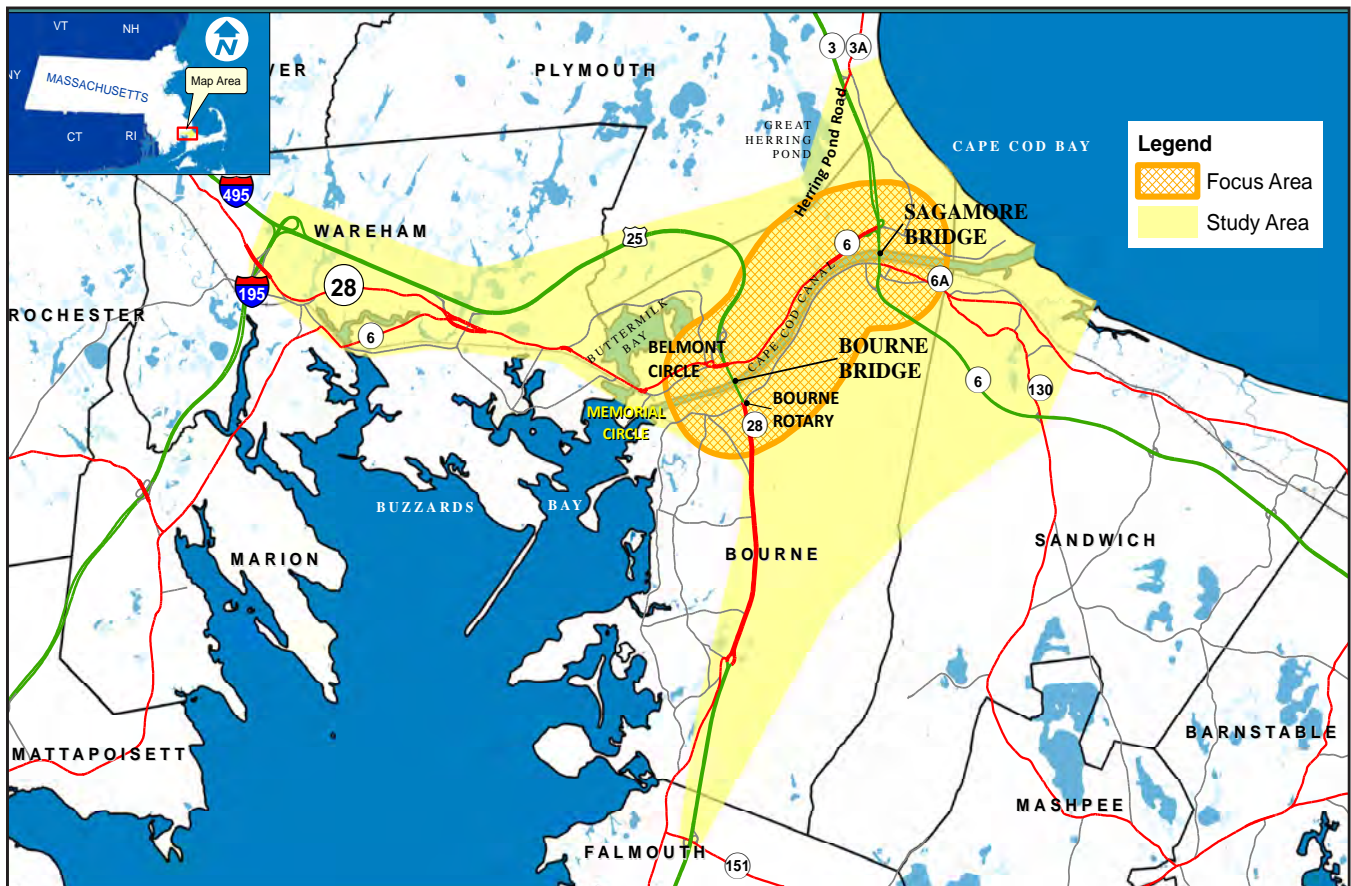 VT
NH
NY
MASSACHUSETTS
CT
RI
N
Map Area
VER
PLYMOUTH
3
3A
Herring Pond Road
GREAT
HERRING
POND
CAPE COD BAY
Legend
Focus Area
Study Area
495
WAREHAM
25
SAGAMORE
BRIDGE
6
195
28
6A
ROCHESTER
6
BUTTERMILK
BAY
BELMONT
CIRCLE
CAPE COD CANAL
BOURNE
BRIDGE
6
130
MEMORIAL
CIRCLE
BOURNE
ROTARY
28
BUZZARDS
BAY
MARION
BOURNE
SANDWICH
MATTAPOISETT
BARNSTABLE
MASHPEE
FALMOUTH
151